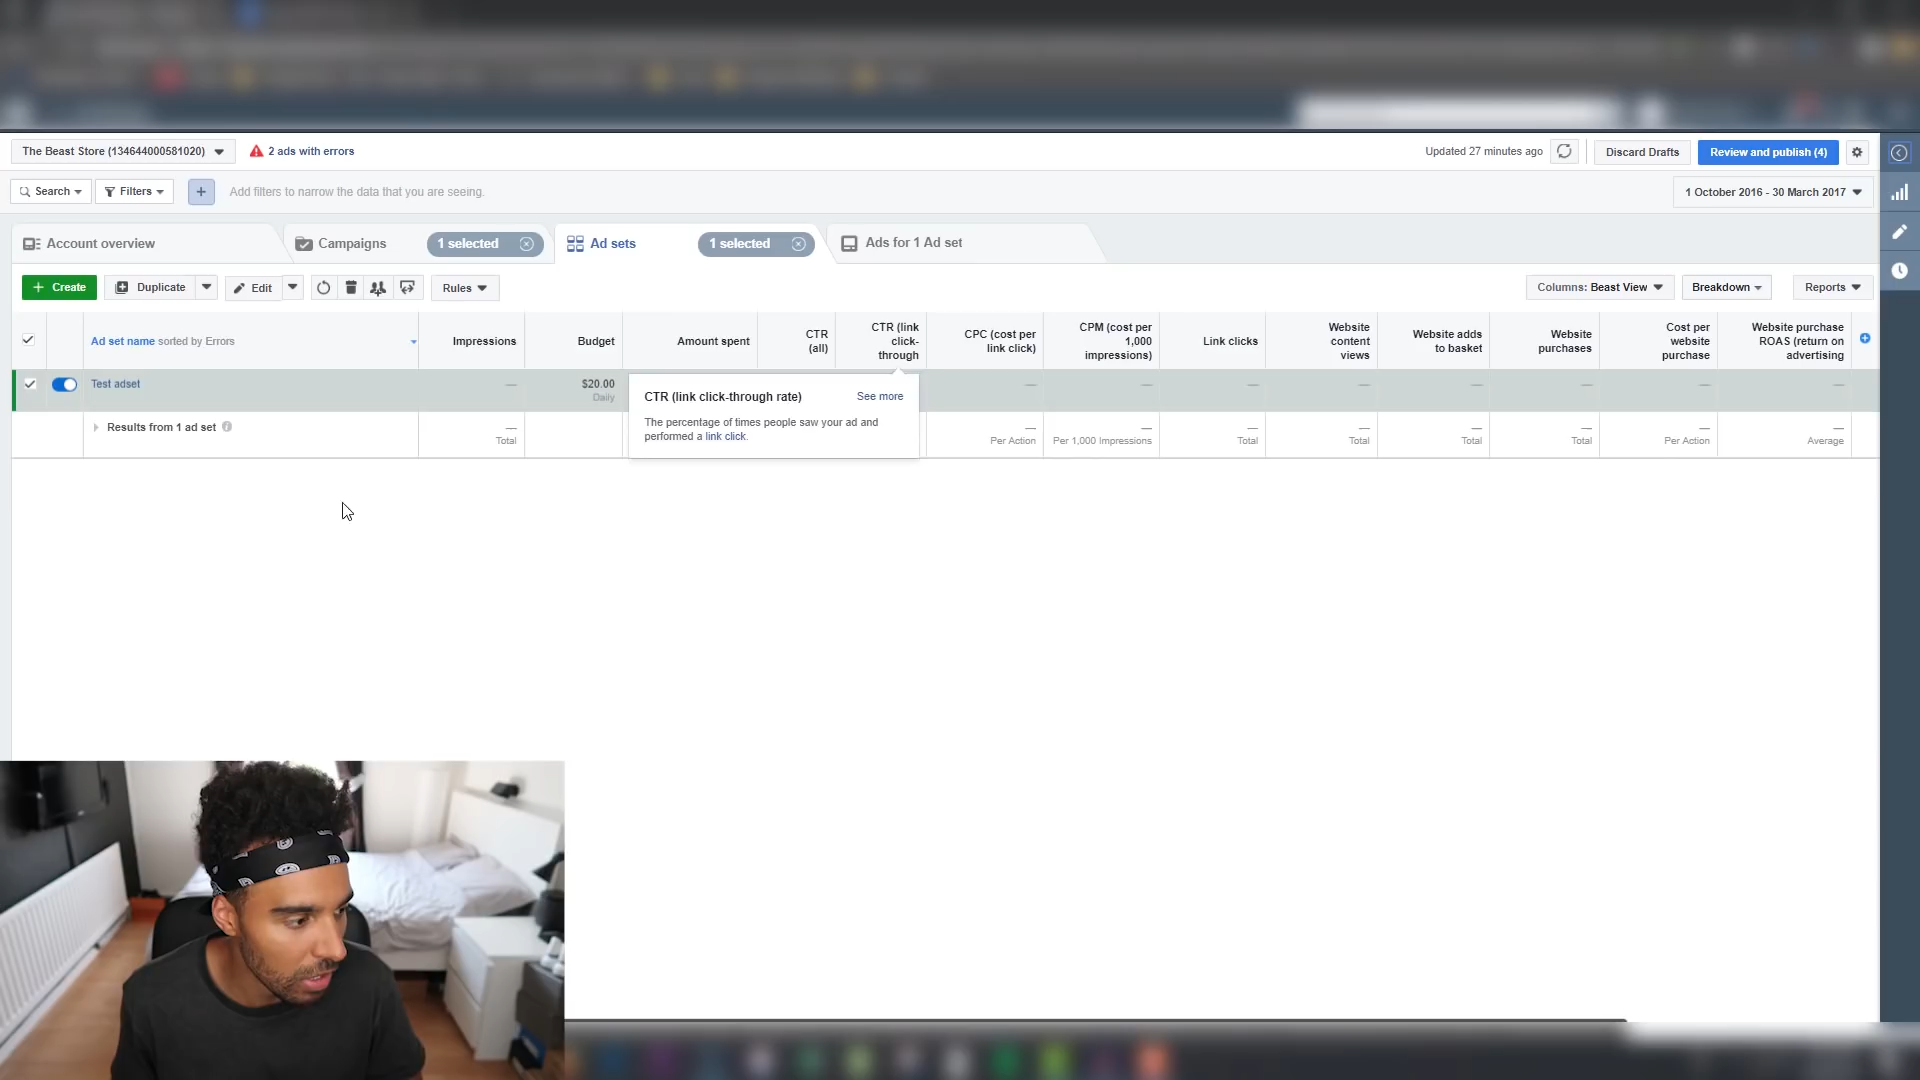 The Beast Store (134644000581020)
2 ads with errors
Updated 27 minutes ago
Discard Drafts
Review and publish (4)
Search
Filters
+
Add filters to narrow the data that you are seeing.
1 October 2016 - 30 March 2017
Account overview
Campaigns
1 selected
Ad sets
1 selected
Ads for 1 Ad set
+ Create
Duplicate
Edit
Rules
Columns: Beast View
Breakdown
Reports
Ad set name sorted by Errors
Impressions
Budget
Amount spent
CTR
(all)
CTR (link
click-
through
CPC (cost per
link click)
CPM (cost per
1,000
impressions)
Link clicks
Website
content
views
Website adds
to basket
Website
purchases
Cost per
website
purchase
Website purchase
ROAS (return on
advertising
Test adset
—
$20.00
Daily
—
—
—
—
—
—
—
—
CTR (link click-through rate)
See more
The percentage of times people saw your ad and
performed a link click.
Results from 1 ad set
—
Total
—
Per Action
—
Per 1,000 Impressions
—
Total
—
Total
—
Total
—
Total
—
Per Action
—
Average